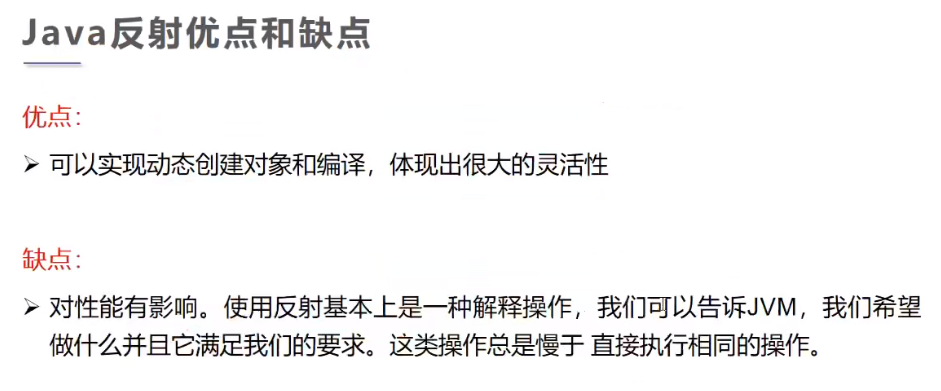 Java反射优点和缺点
优点：
➢ 可以实现动态创建对象和编译，体现出很大的灵活性
缺点：
➢ 对性能有影响。使用反射基本上是一种解释操作，我们可以告诉JVM，我们希望
做什么并且它满足我们的要求。这类操作总是慢于 直接执行相同的操作。